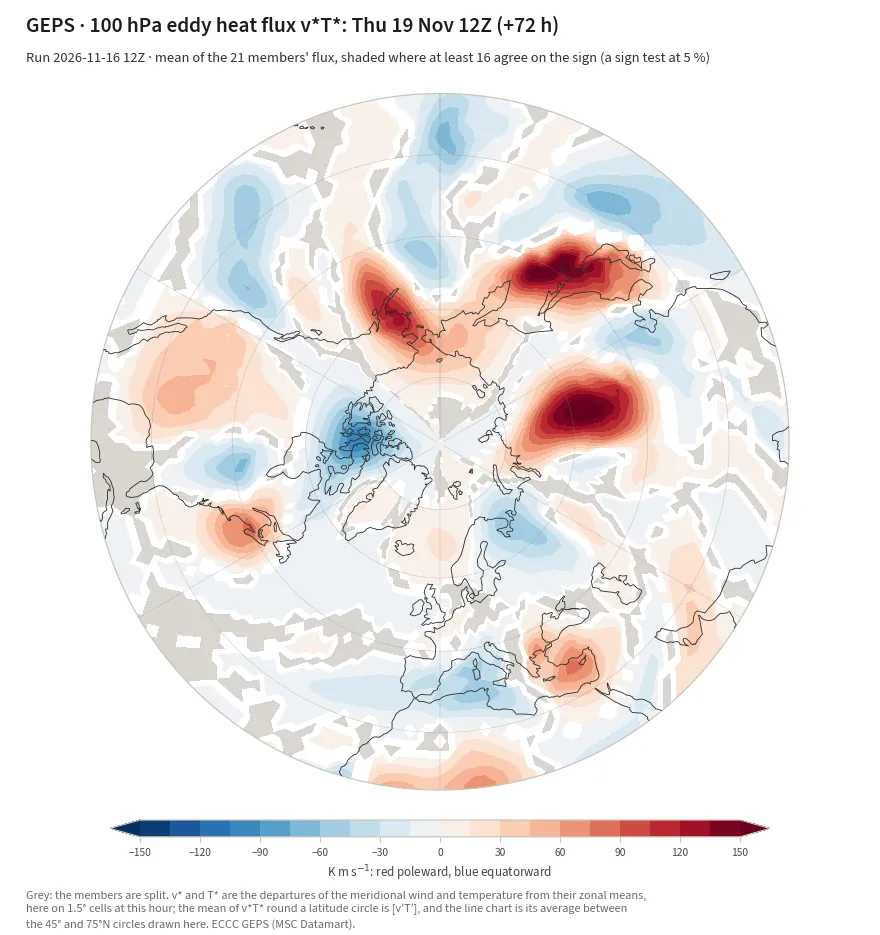 GEPS · 100 hPa eddy heat flux v*T*: Thu 19 Nov 12Z (+72 h)
Run 2026-11-16 12Z · mean of the 21 members' flux, shaded where at least 16 agree on the sign (a sign test at 5 %)
−150 −120 −90 −60 −30 0 30 60 90 120 150
K m s⁻¹: red poleward, blue equatorward
Grey: the members are split. v* and T* are the departures of the meridional wind and temperature from their zonal means,
here on 1.5° cells at this hour; the mean of v*T* round a latitude circle is [v'T'], and the line chart is its average between
the 45° and 75°N circles drawn here. ECCC GEPS (MSC Datamart).